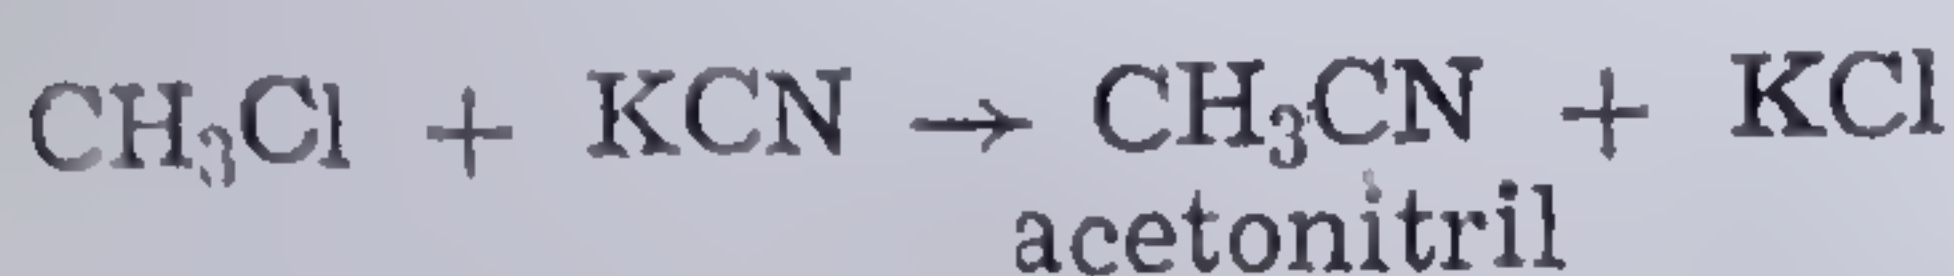 CH₃Cl + KCN → CH₃CN + KCl
acetonitril